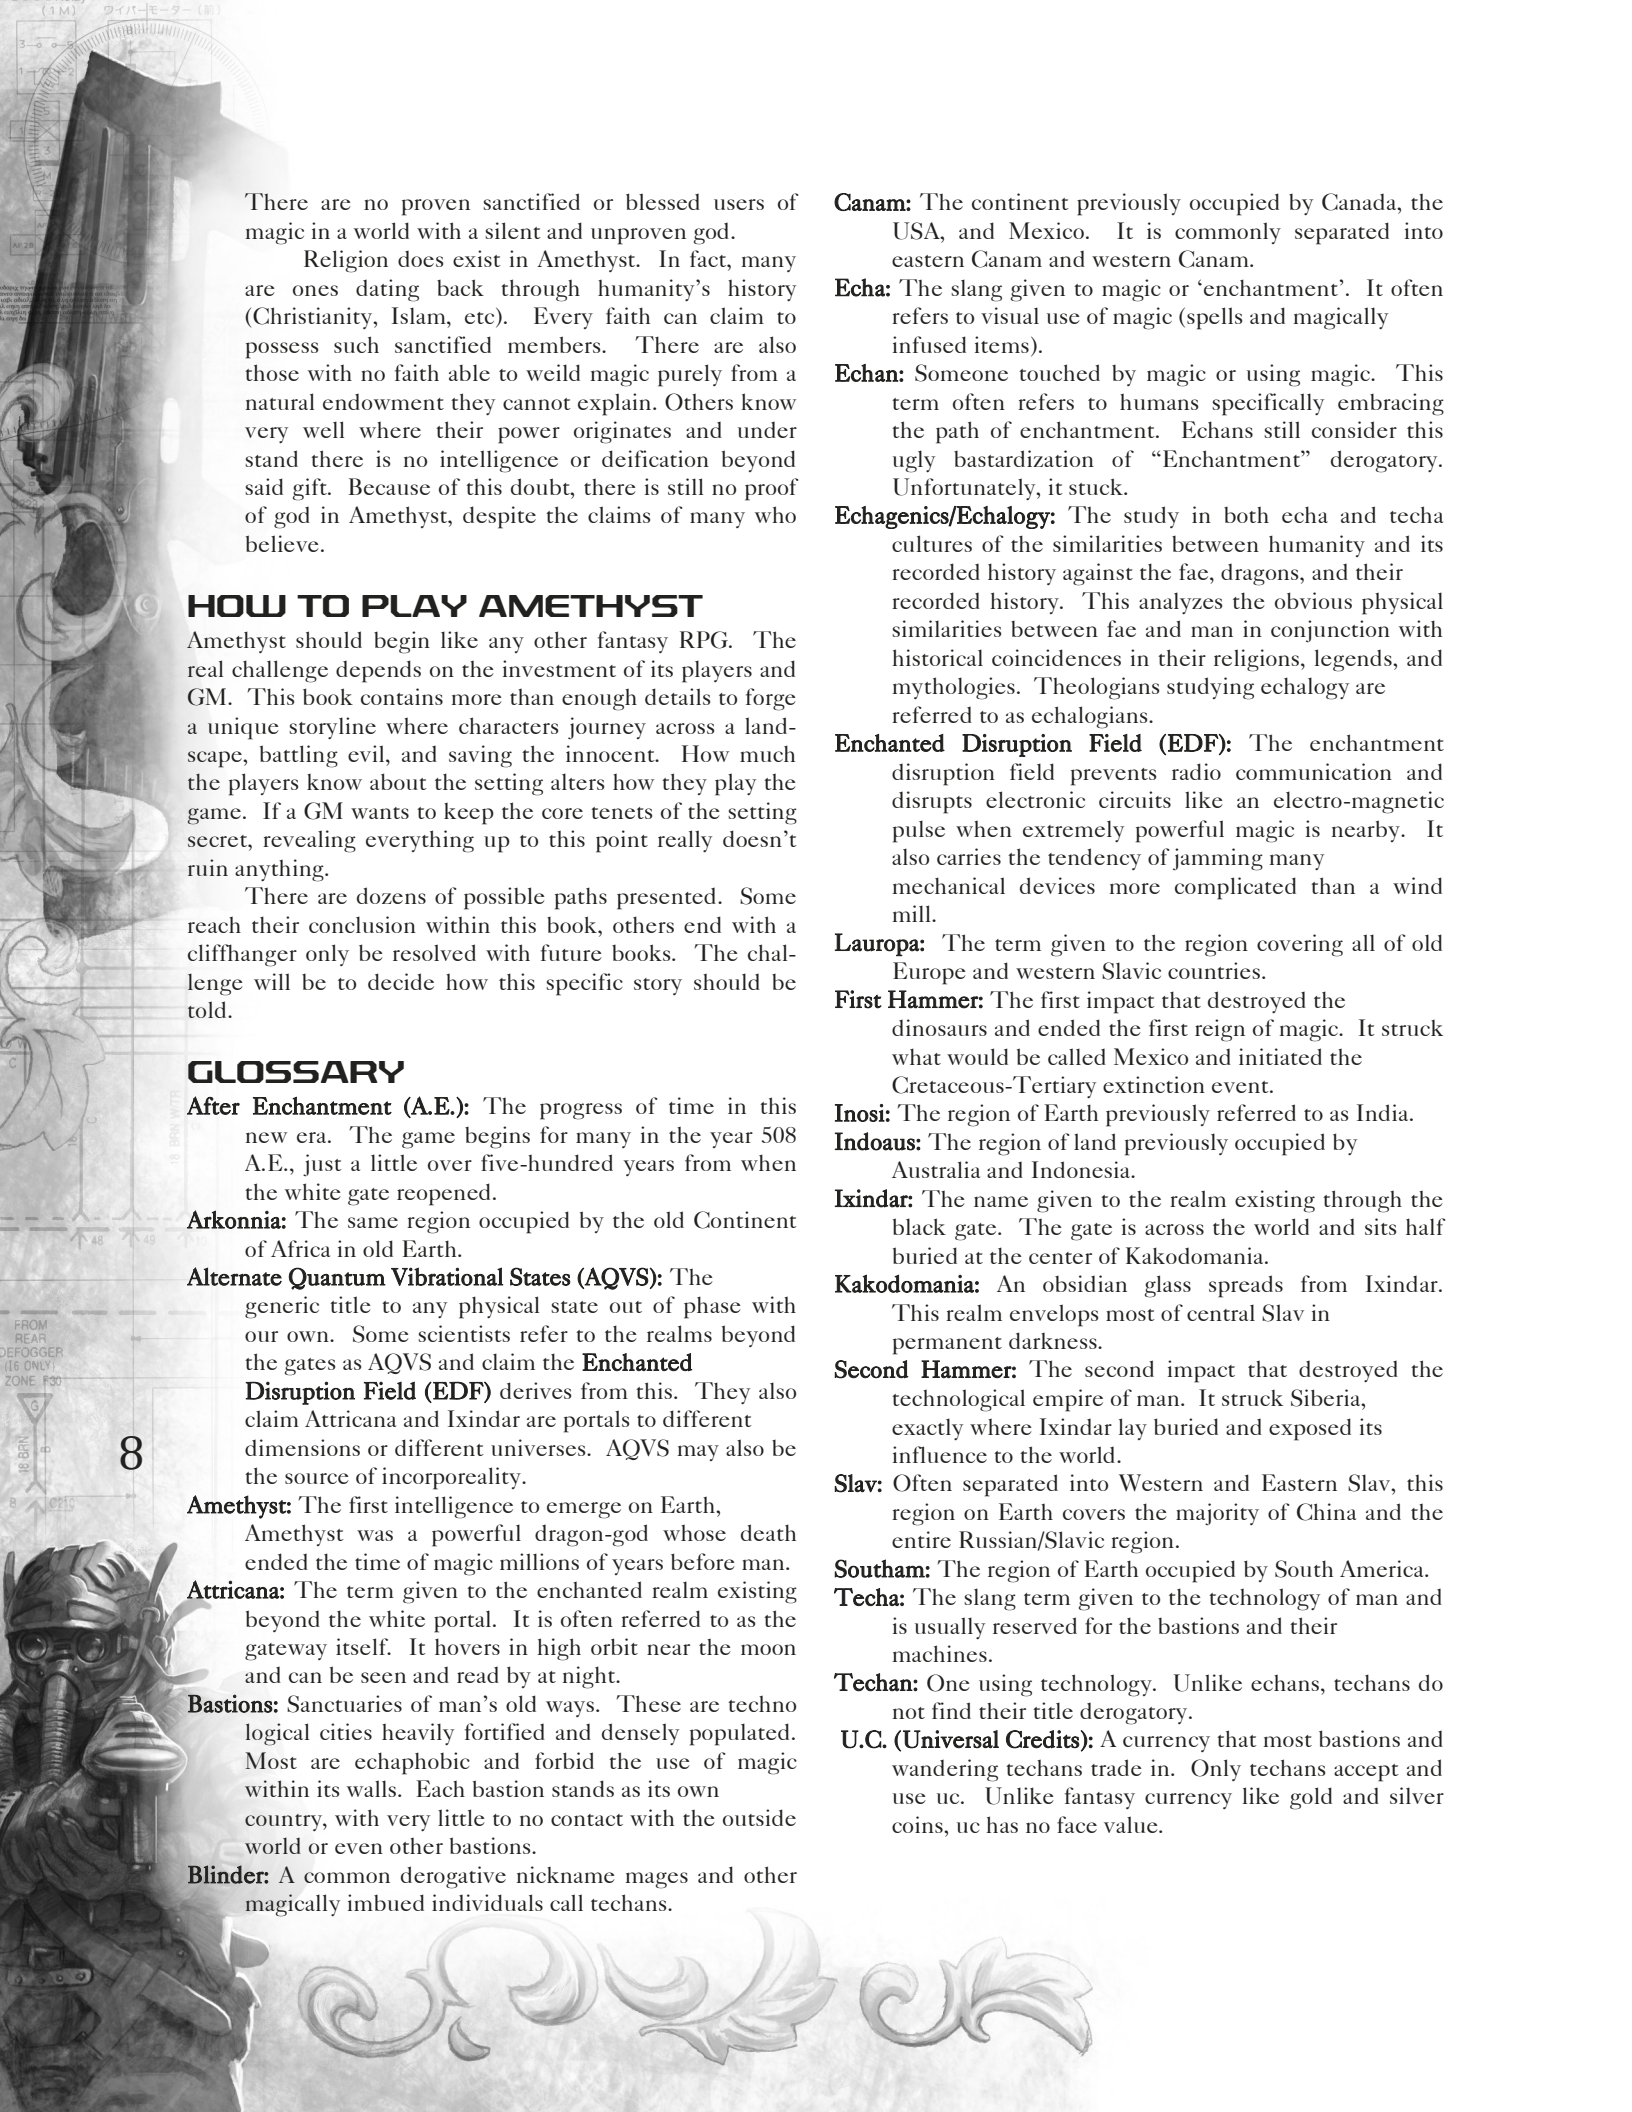 (1M) ワイパーモーター(前)
There are no proven sanctified or blessed users of
magic in a world with a silent and unproven god.
Religion does exist in Amethyst. In fact, many
are ones dating back through humanity's history
(Christianity, Islam, etc). Every faith can claim to
possess such sanctified members. There are also
those with no faith able to weild magic purely from a
natural endowment they cannot explain. Others know
very well where their power originates and under
stand there is no intelligence or deification beyond
said gift. Because of this doubt, there is still no proof
of god in Amethyst, despite the claims of many who
believe.
HOW TO PLAY AMETHYST
Amethyst should begin like any other fantasy RPG. The
real challenge depends on the investment of its players and
GM. This book contains more than enough details to forge
a unique storyline where characters journey across a land-
scape, battling evil, and saving the innocent. How much
the players know about the setting alters how they play the
game. If a GM wants to keep the core tenets of the setting
secret, revealing everything up to this point really doesn't
ruin anything.
There are dozens of possible paths presented. Some
reach their conclusion within this book, others end with a
cliffhanger only be resolved with future books. The chal-
lenge will be to decide how this specific story should be
told.
GLOSSARY
After Enchantment (A.E.): The progress of time in this
new era. The game begins for many in the year 508
A.E., just a little over five-hundred years from when
the white gate reopened.
Arkonnia: The same region occupied by the old Continent
of Africa in old Earth.
Alternate Quantum Vibrational States (AQVS): The
generic title to any physical state out of phase with
our own. Some scientists refer to the realms beyond
the gates as AQVS and claim the Enchanted
Disruption Field (EDF) derives from this. They also
claim Attricana and Ixindar are portals to different
dimensions or different universes. AQVS may also be
the source of incorporeality.
Amethyst: The first intelligence to emerge on Earth,
Amethyst was a powerful dragon-god whose death
ended the time of magic millions of years before man.
Attricana: The term given to the enchanted realm existing
beyond the white portal. It is often referred to as the
gateway itself. It hovers in high orbit near the moon
and can be seen and read by at night.
Bastions: Sanctuaries of man's old ways. These are techno
logical cities heavily fortified and densely populated.
Most are echaphobic and forbid the use of magic
within its walls. Each bastion stands as its own
country, with very little to no contact with the outside
world or even other bastions.
Blinder: A common derogative nickname mages and other
magically imbued individuals call techans.
Canam: The continent previously occupied by Canada, the
USA, and Mexico. It is commonly separated into
eastern Canam and western Canam.
Echa: The slang given to magic or 'enchantment'. It often
refers to visual use of magic (spells and magically
infused items).
Echan: Someone touched by magic or using magic. This
term often refers to humans specifically embracing
the path of enchantment. Echans still consider this
ugly bastardization of "Enchantment" derogatory.
Unfortunately, it stuck.
Echagenics/Echalogy: The study in both echa and techa
cultures of the similarities between humanity and its
recorded history against the fae, dragons, and their
recorded history. This analyzes the obvious physical
similarities between fae and man in conjunction with
historical coincidences in their religions, legends, and
mythologies. Theologians studying echalogy are
referred to as echalogians.
Enchanted Disruption Field (EDF): The enchantment
disruption field prevents radio communication and
disrupts electronic circuits like an electro-magnetic
pulse when extremely powerful magic is nearby. It
also carries the tendency of jamming many
mechanical devices more complicated than a wind
mill.
Lauropa: The term given to the region covering all of old
Europe and western Slavic countries.
First Hammer: The first impact that destroyed the
dinosaurs and ended the first reign of magic. It struck
what would be called Mexico and initiated the
Cretaceous-Tertiary extinction event.
Inosi: The region of Earth previously referred to as India.
Indoaus: The region of land previously occupied by
Australia and Indonesia.
Ixindar: The name given to the realm existing through the
black gate. The gate is across the world and sits half
buried at the center of Kakodomania.
Kakodomania: An obsidian glass spreads from Ixindar.
This realm envelops most of central Slav in
permanent darkness.
Second Hammer: The second impact that destroyed the
technological empire of man. It struck Siberia,
exactly where Ixindar lay buried and exposed its
influence to the world.
Slav: Often separated into Western and Eastern Slav, this
region on Earth covers the majority of China and the
entire Russian/Slavic region.
Southam: The region of Earth occupied by South America.
Techa: The slang term given to the technology of man and
is usually reserved for the bastions and their
machines.
Techan: One using technology. Unlike echans, techans do
not find their title derogatory.
U.C. (Universal Credits): A currency that most bastions and
wandering techans trade in. Only techans accept and
use uc. Unlike fantasy currency like gold and silver
coins, uc has no face value.
FROM
REAR
DEFOGGER
(16 ONLY)
ZONE F30
8